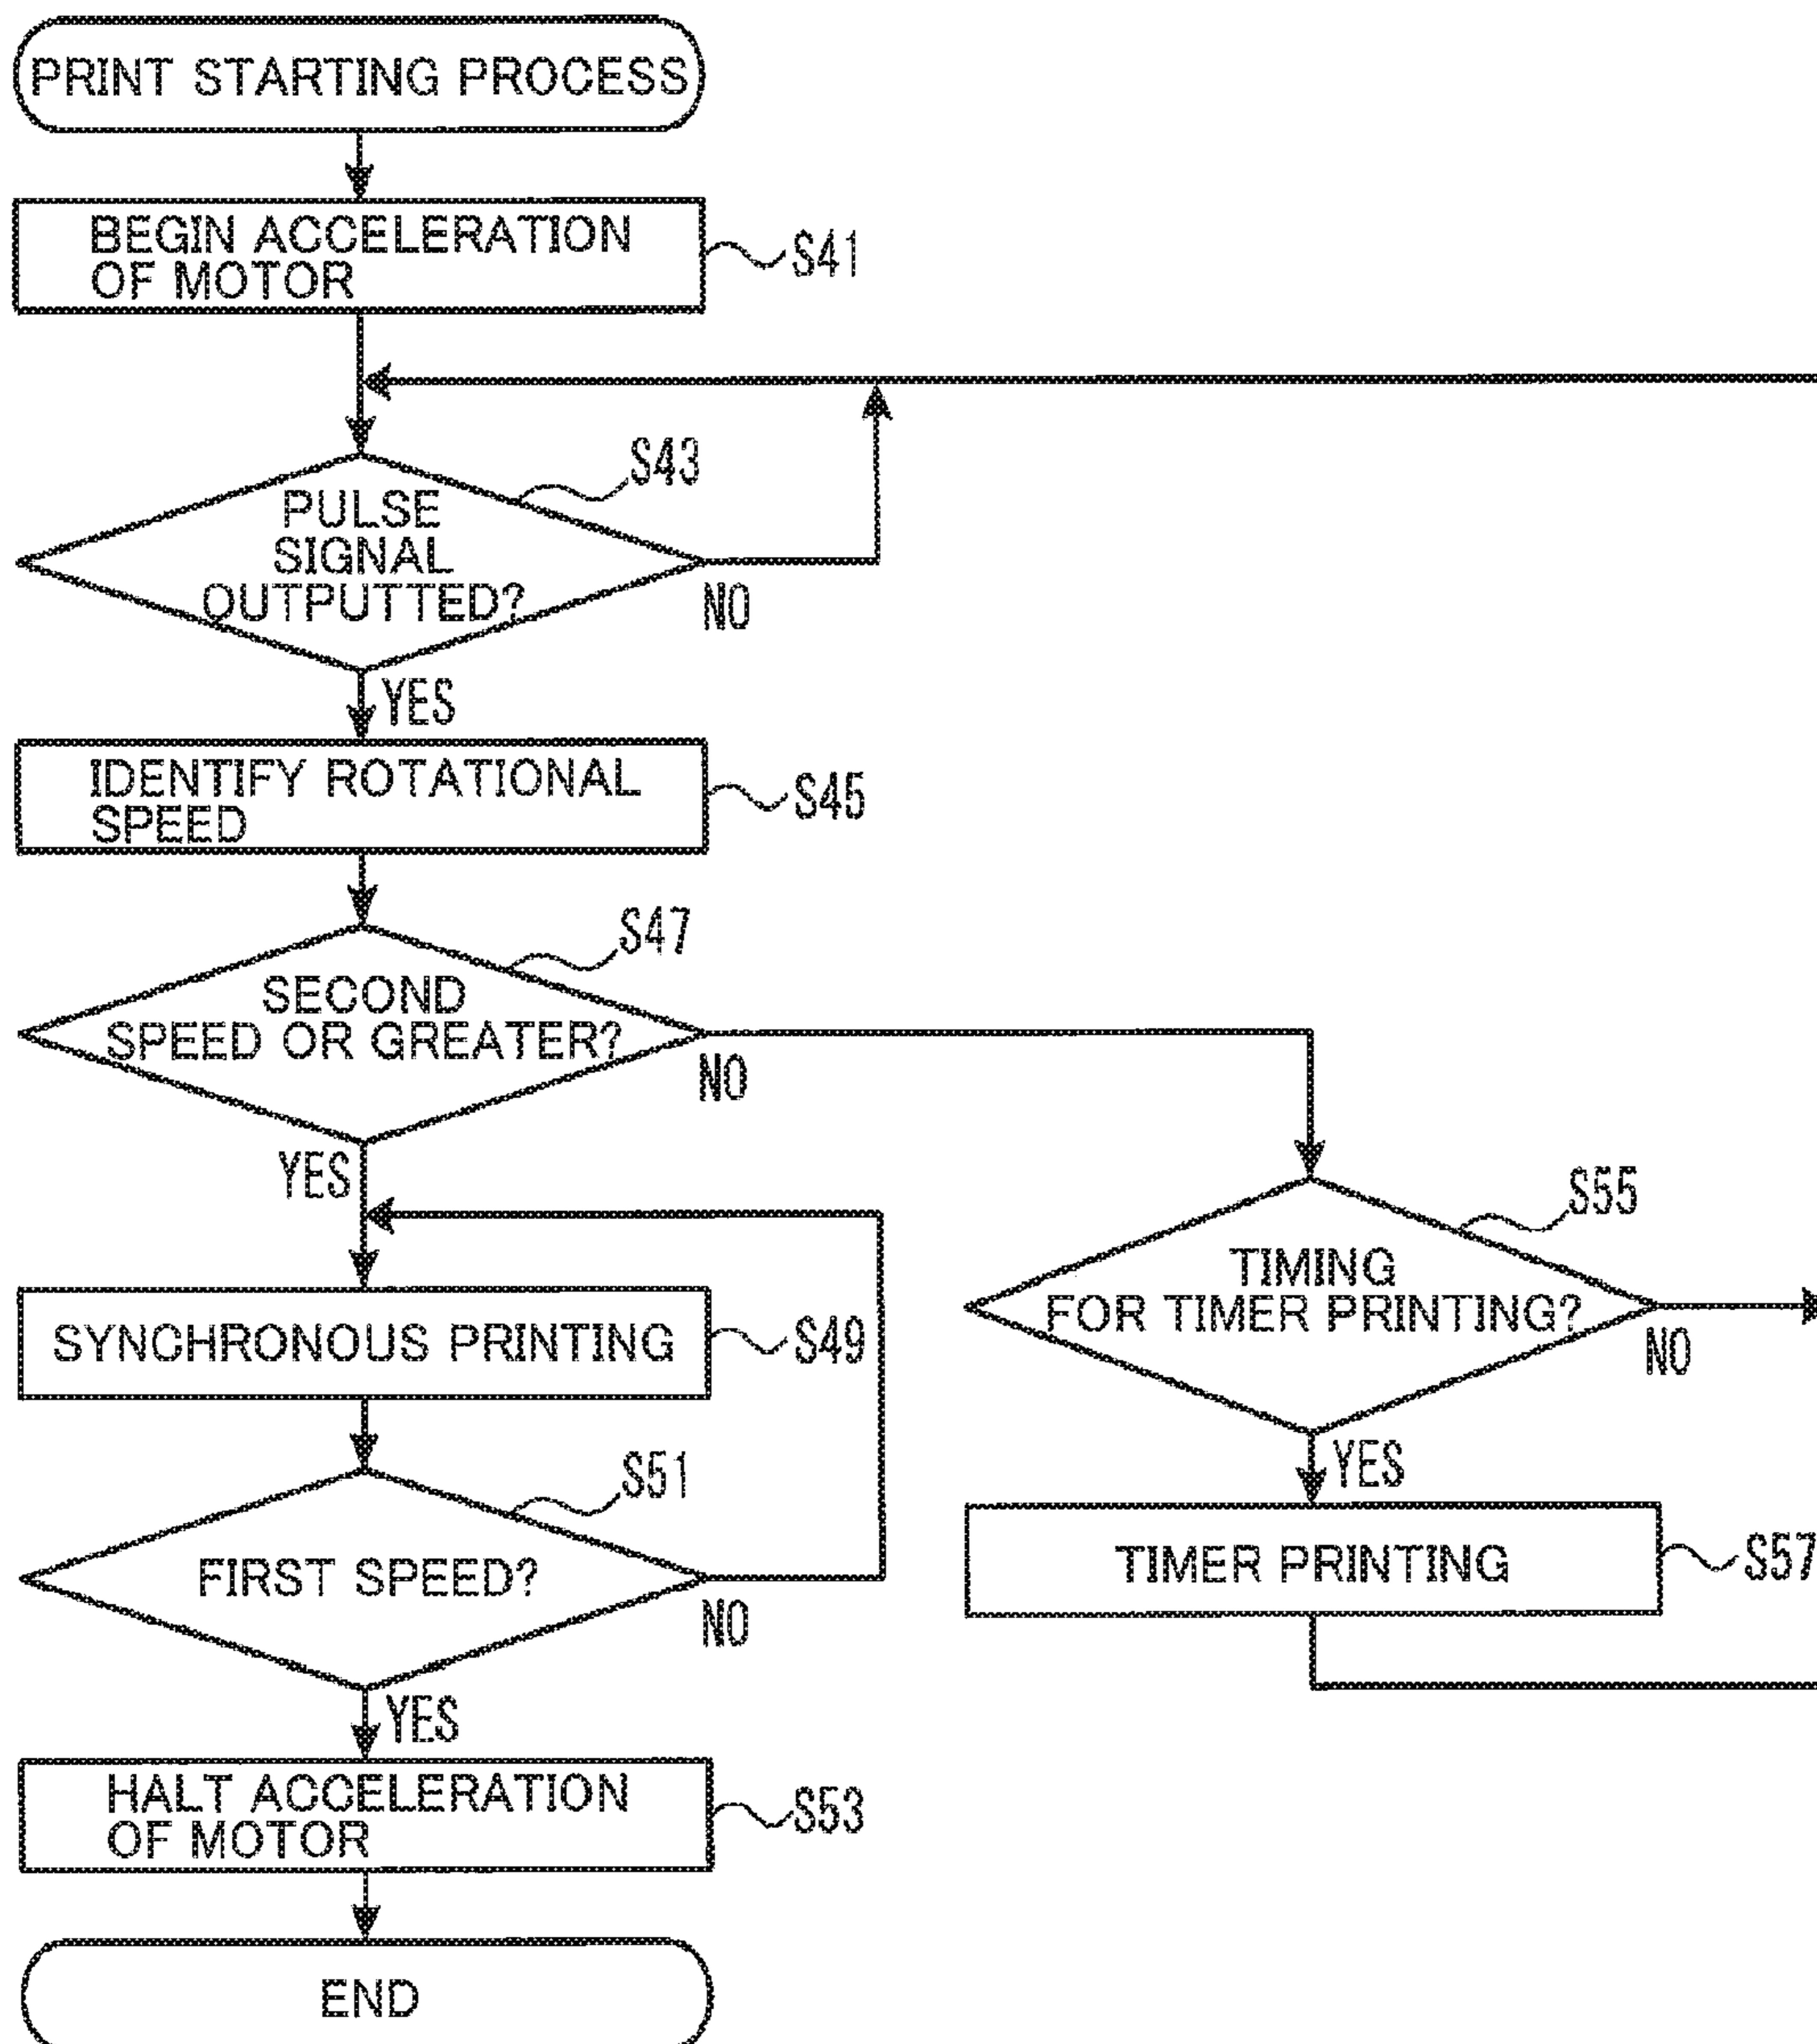 PRINT STARTING PROCESS
BEGIN ACCELERATION
OF MOTOR
S41
S43
PULSE
SIGNAL
OUTPUTTED?
NO
YES
IDENTIFY ROTATIONAL
SPEED
S45
S47
SECOND
SPEED OR GREATER?
NO
YES
S55
TIMING
FOR TIMER PRINTING?
NO
SYNCHRONOUS PRINTING
S49
YES
S51
FIRST SPEED?
NO
TIMER PRINTING
S57
YES
HALT ACCELERATION
OF MOTOR
S53
END